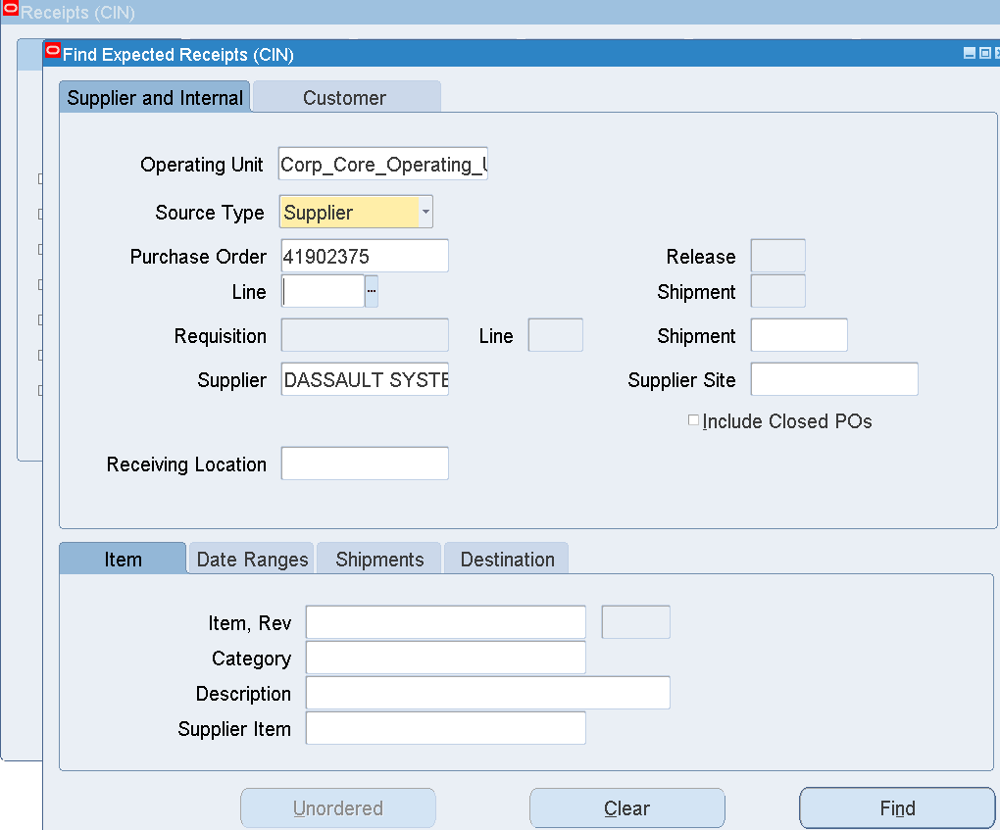 Receipts (CIN)
Find Expected Receipts (CIN)
Supplier and Internal Customer
Operating Unit Corp_Core_Operating_U
Source Type Supplier
Purchase Order 41902375 Release
Line ... Shipment
Requisition Line Shipment
Supplier DASSAULT SYSTE Supplier Site
Include Closed POs
Receiving Location
Item Date Ranges Shipments Destination
Item, Rev
Category
Description
Supplier Item
Unordered Clear Find